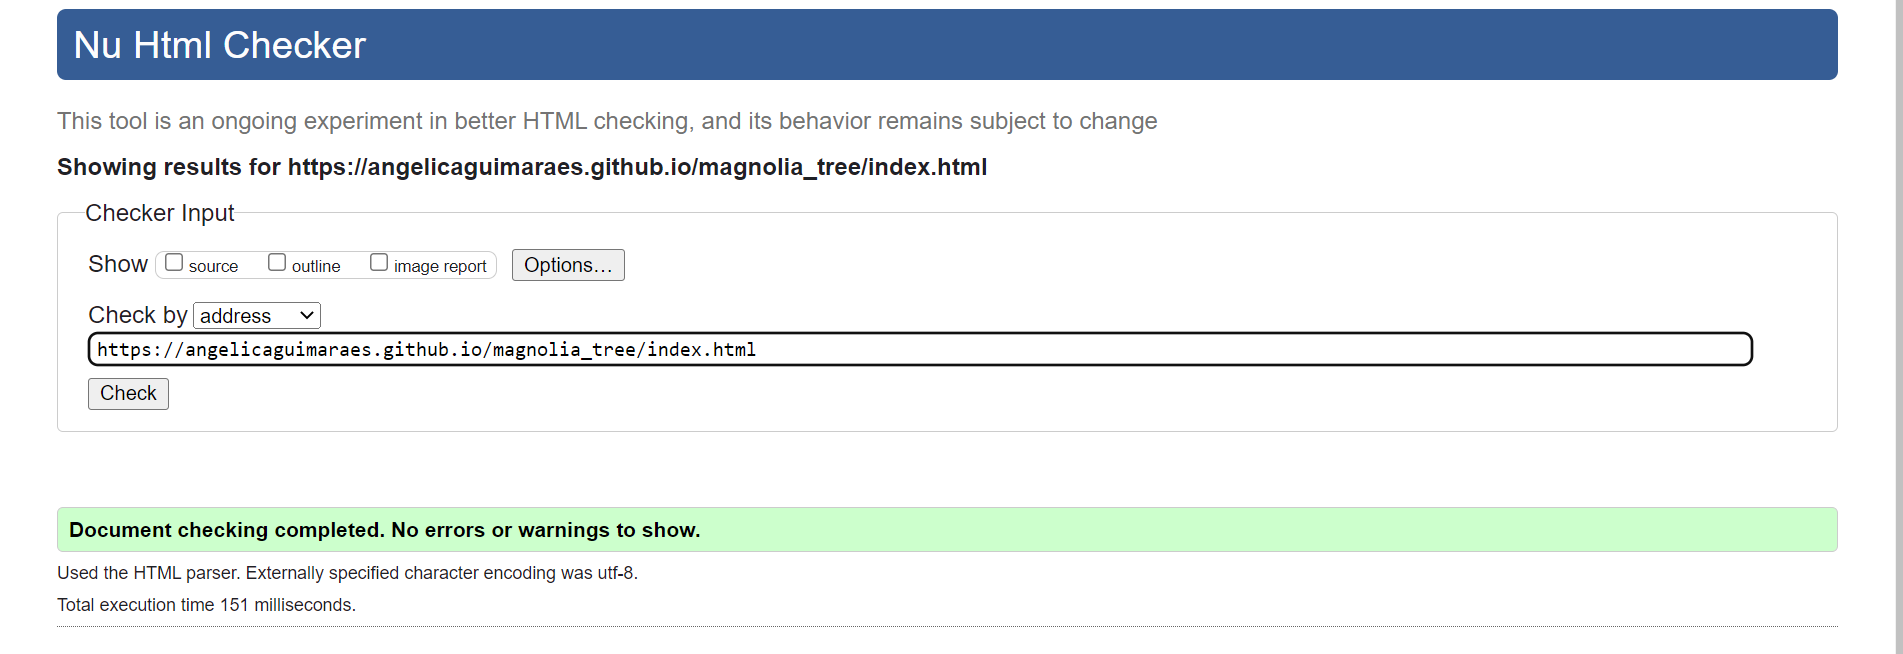 Nu Html Checker
This tool is an ongoing experiment in better HTML checking, and its behavior remains subject to change
Showing results for https://angelicaguimaraes.github.io/magnolia_tree/index.html
Checker Input
Show source outline image report Options...
Check by address
https://angelicaguimaraes.github.io/magnolia_tree/index.html
Check
Document checking completed. No errors or warnings to show.
Used the HTML parser. Externally specified character encoding was utf-8.
Total execution time 151 milliseconds.